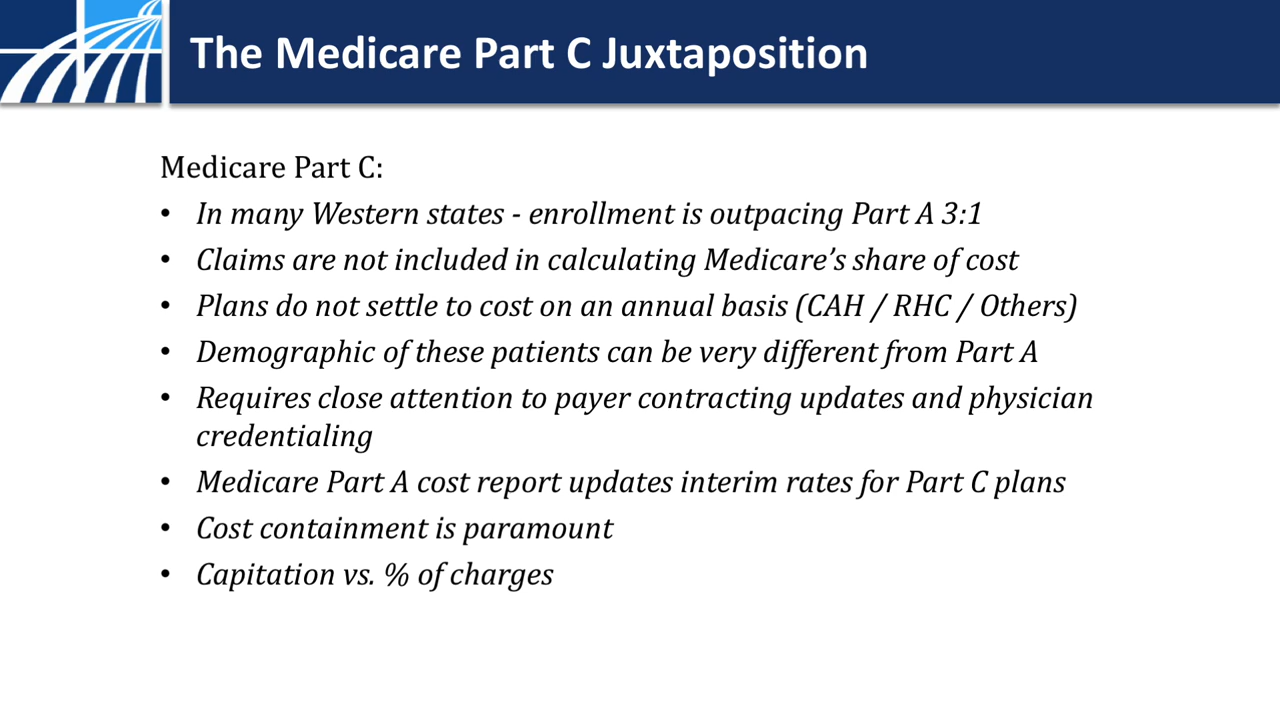 The Medicare Part C Juxtaposition
Medicare Part C:
• In many Western states - enrollment is outpacing Part A 3:1
• Claims are not included in calculating Medicare’s share of cost
• Plans do not settle to cost on an annual basis (CAH / RHC / Others)
• Demographic of these patients can be very different from Part A
• Requires close attention to payer contracting updates and physician
credentialing
• Medicare Part A cost report updates interim rates for Part C plans
• Cost containment is paramount
• Capitation vs. % of charges